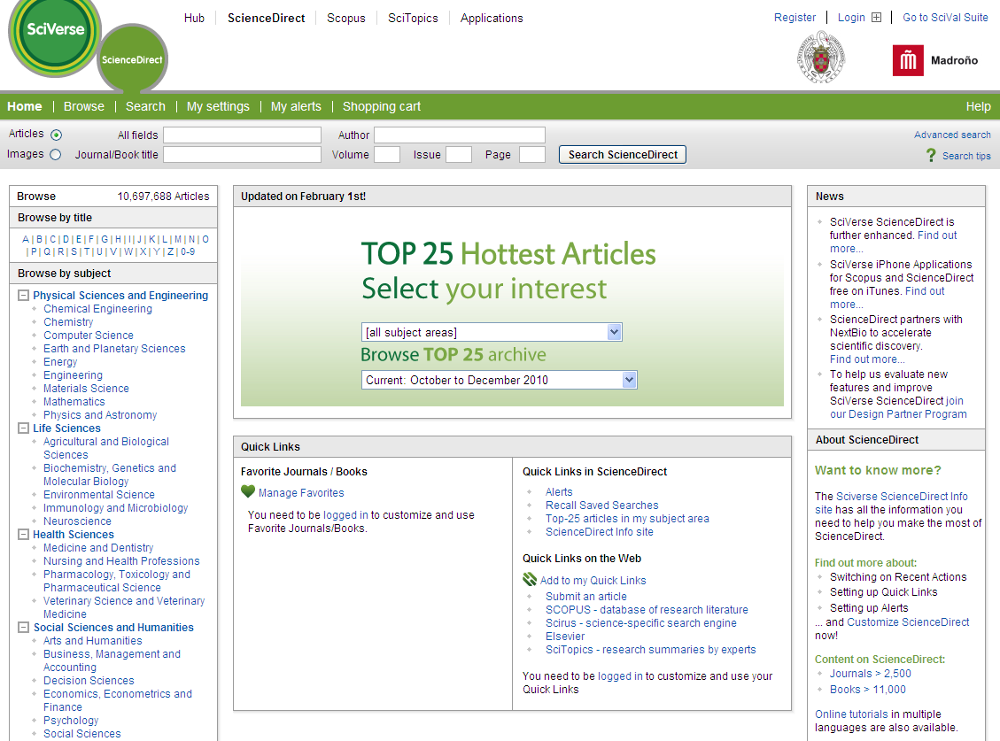 SciVerse
ScienceDirect
Hub
ScienceDirect
Scopus
SciTopics
Applications
Register
Login
Go to SciVal Suite
Madroño
Home | Browse | Search | My settings | My alerts | Shopping cart
Help
Articles
All fields
Author
Advanced search
Images
Journal/Book title
Volume
Issue
Page
Search ScienceDirect
? Search tips
Browse
10,697,688 Articles
Browse by title
A | B | C | D | E | F | G | H | I | J | K | L | M | N | O
| P | Q | R | S | T | U | V | W | X | Y | Z | 0-9
Browse by subject
Physical Sciences and Engineering
Chemical Engineering
Chemistry
Computer Science
Earth and Planetary Sciences
Energy
Engineering
Materials Science
Mathematics
Physics and Astronomy
Life Sciences
Agricultural and Biological
Sciences
Biochemistry, Genetics and
Molecular Biology
Environmental Science
Immunology and Microbiology
Neuroscience
Health Sciences
Medicine and Dentistry
Nursing and Health Professions
Pharmacology, Toxicology and
Pharmaceutical Science
Veterinary Science and Veterinary
Medicine
Social Sciences and Humanities
Arts and Humanities
Business, Management and
Accounting
Decision Sciences
Economics, Econometrics and
Finance
Psychology
Social Sciences
Updated on February 1st!
TOP 25 Hottest Articles
Select your interest
[all subject areas]
Browse TOP 25 archive
Current: October to December 2010
Quick Links
Favorite Journals / Books
Manage Favorites
You need to be logged in to customize and use
Favorite Journals/Books.
Quick Links in ScienceDirect
Alerts
Recall Saved Searches
Top-25 articles in my subject area
ScienceDirect Info site
Quick Links on the Web
Add to my Quick Links
Submit an article
SCOPUS - database of research literature
Scirus - science-specific search engine
Elsevier
SciTopics - research summaries by experts
You need to be logged in to customize and use your
Quick Links
News
SciVerse ScienceDirect is
further enhanced. Find out
more...
SciVerse iPhone Applications
for Scopus and ScienceDirect
free on iTunes. Find out
more...
ScienceDirect partners with
NextBio to accelerate
scientific discovery.
Find out more...
To help us evaluate new
features and improve
SciVerse ScienceDirect join
our Design Partner Program
About ScienceDirect
Want to know more?
The Sciverse ScienceDirect Info
site has all the information you
need to help you make the most of
ScienceDirect.
Find out more about:
Switching on Recent Actions
Setting up Quick Links
Setting up Alerts
... and Customize ScienceDirect
now!
Content on ScienceDirect:
Journals > 2,500
Books > 11,000
Online tutorials in multiple
languages are also available.